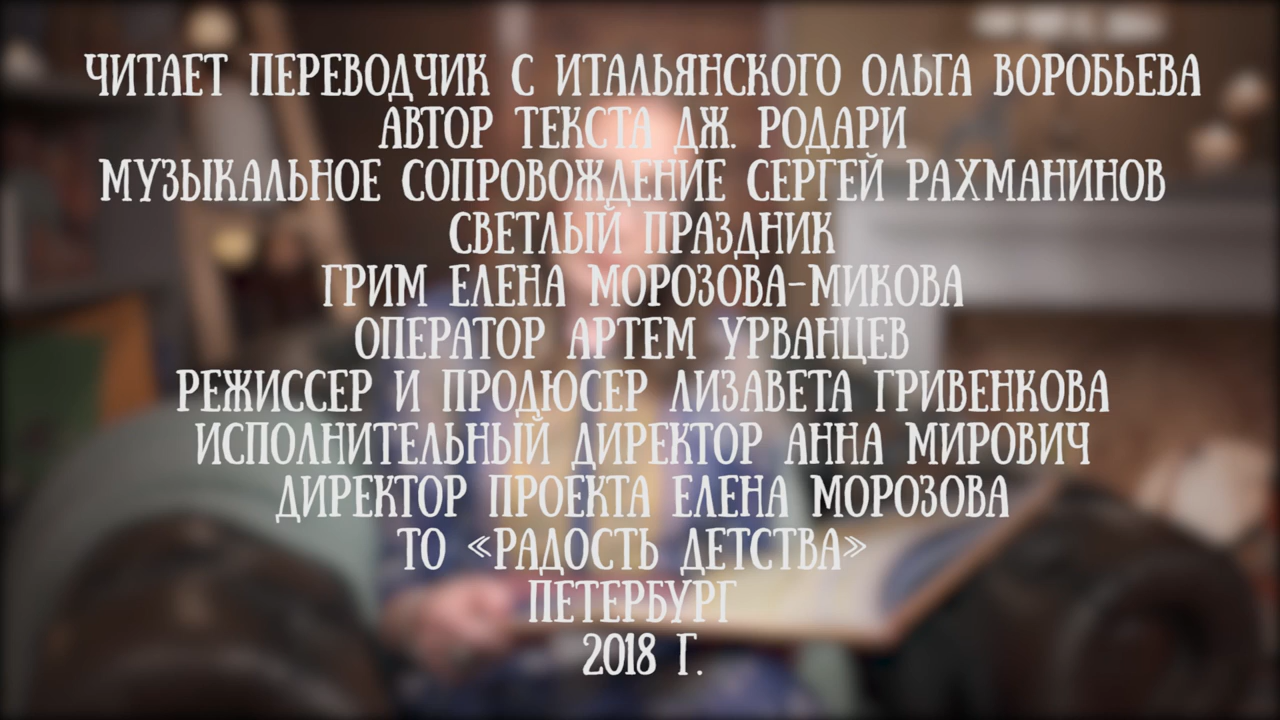 ЧИТАЕТ ПЕРЕВОДЧИК С ИТАЛЬЯНСКОГО ОЛЬГА ВОРОБЬЕВА
АВТОР ТЕКСТА ДЖ. РОДАРИ
МУЗЫКАЛЬНОЕ СОПРОВОЖДЕНИЕ СЕРГЕЙ РАХМАНИНОВ
СВЕТЛЫЙ ПРАЗДНИК
ГРИМ ЕЛЕНА МОРОЗОВА-МИКОВА
ОПЕРАТОР АРТЕМ УРВАНЦЕВ
РЕЖИССЕР И ПРОДЮСЕР ЛИЗАВЕТА ГРИВЕНКОВА
ИСПОЛНИТЕЛЬНЫЙ ДИРЕКТОР АННА МИРОВИЧ
ДИРЕКТОР ПРОЕКТА ЕЛЕНА МОРОЗОВА
ТО «РАДОСТЬ ДЕТСТВА»
ПЕТЕРБУРГ
2018 Г.